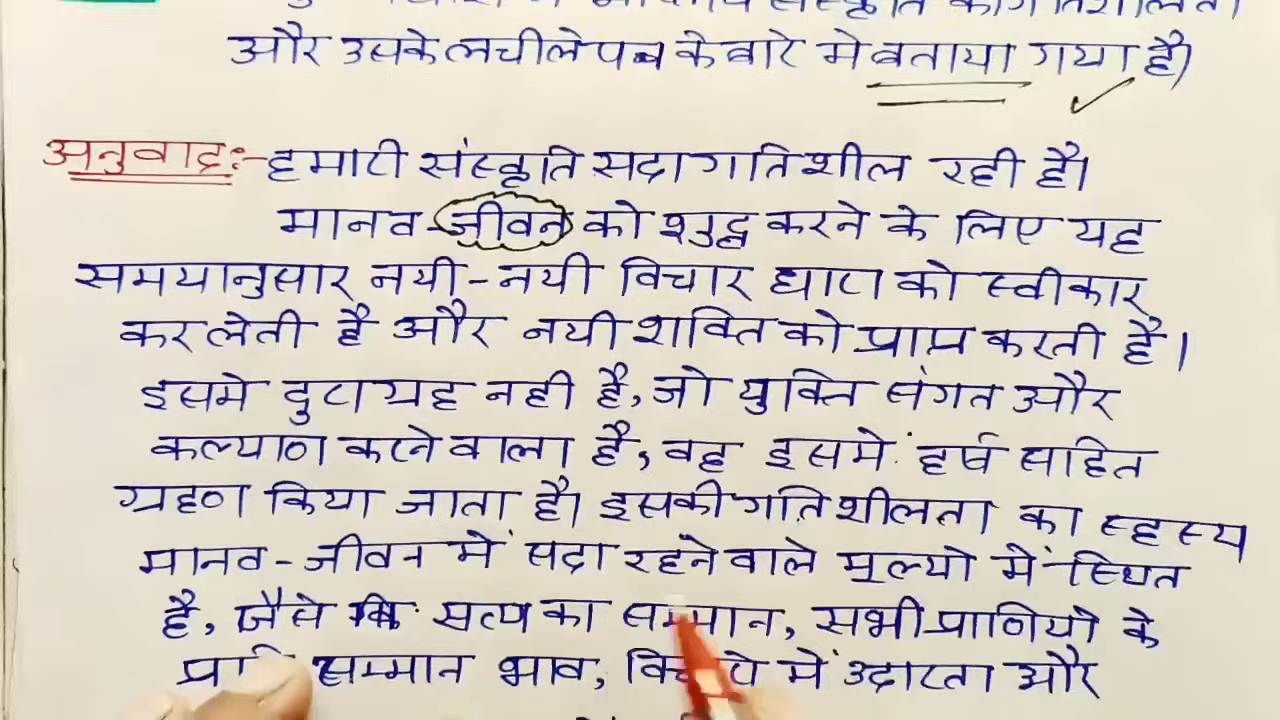 संस्कृति की गतिशीलता
और उसके लचीलेपन के बारे मे बताया गया है।
अनुवाद:- हमारी संस्कृति सदा गतिशील रही है।
मानव-जीवन को शुद्ध करने के लिए यह
समयानुसार नयी-नयी विचार धारा को स्वीकार
कर लेती है और नयी शक्ति को प्राप्त करती है।
इसमे दुराग्रह नही है, जो युक्ति संगत और
कल्याण करने वाला है, वह इसमें हर्ष सहित
ग्रहण किया जाता है। इसकी गतिशीलता का रहस्य
मानव-जीवन में सदा रहने वाले मूल्यो में स्थित
है, जैसे कि सत्य का सम्मान, सभी प्राणियो के
सम्मान भाव, में उदारता और